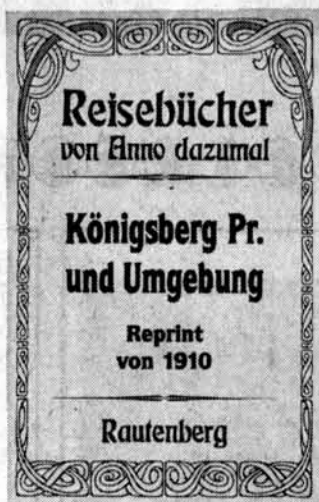 Reisebücher
von Anno dazumal
Königsberg Pr.
und Umgebung
Reprint
von 1910
Rautenberg